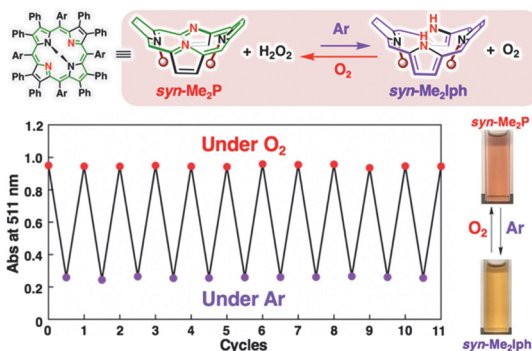 Ph Ar Ph
Ph Ph
N N
Ar Ar
N N
Ph Ph
Ph Ar Ph
≡
N N N N
syn-Me₂P
+ H₂O₂
Ar
O₂
H N H N N N
syn-Me₂Iph
+ O₂
Under O₂
Under Ar
Abs at 511 nm
1.2
1.0
0.8
0.6
0.4
0.2
0
0 1 2 3 4 5 6 7 8 9 10 11
Cycles
syn-Me₂P
O₂ Ar
syn-Me₂Iph